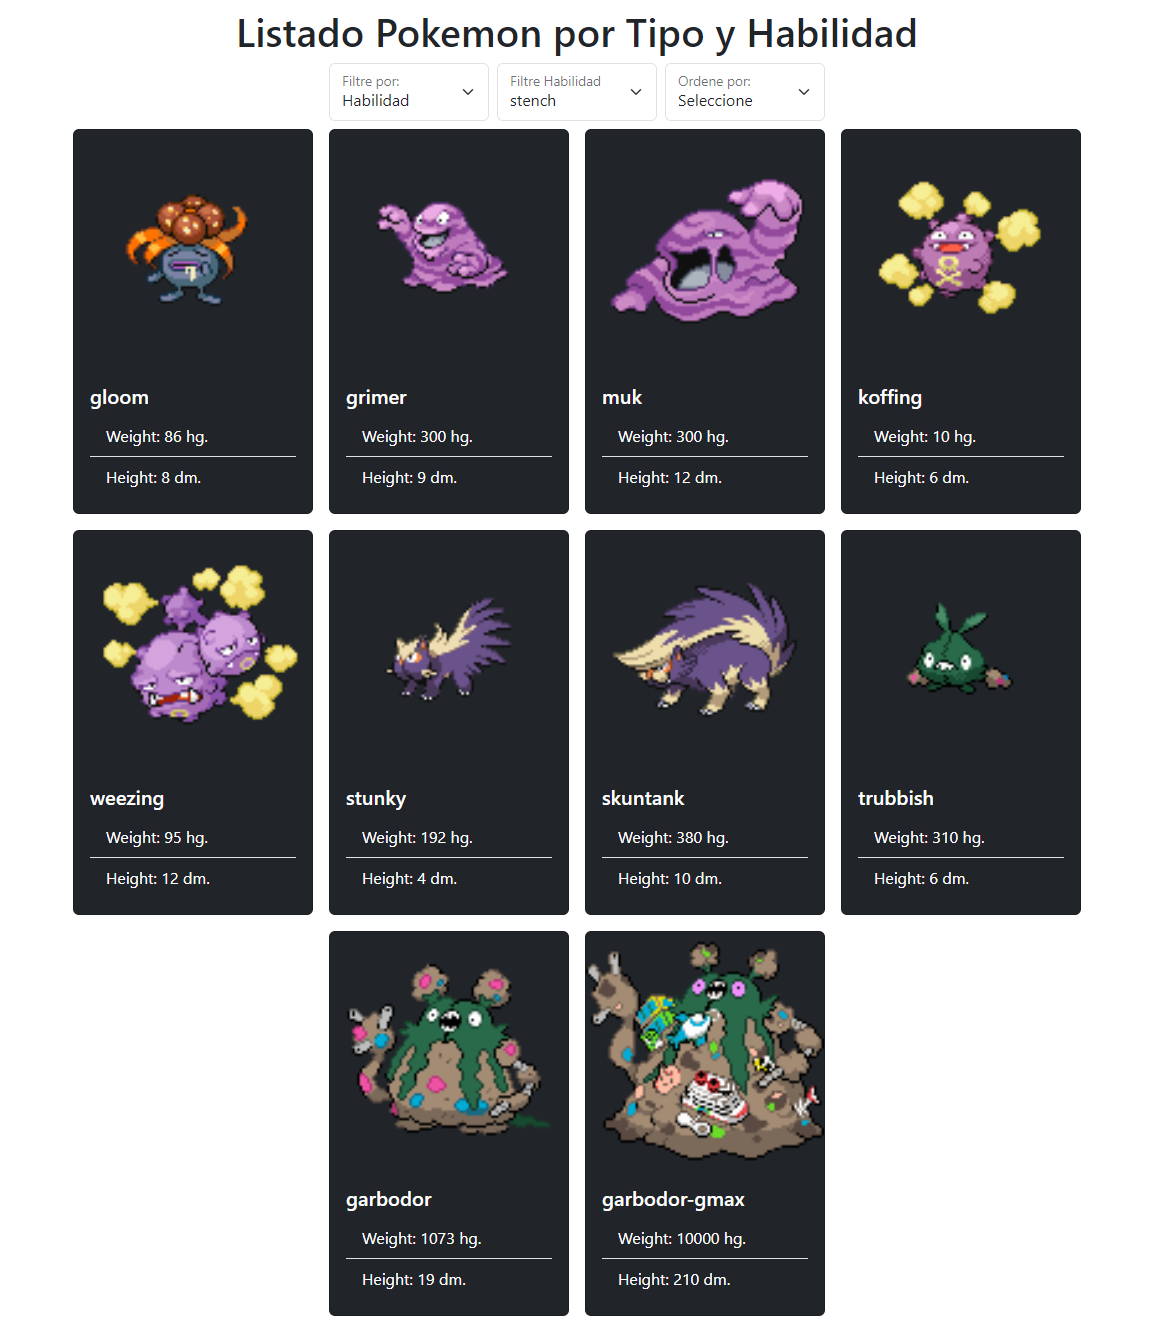 Listado Pokemon por Tipo y Habilidad
Filtre por:
Habilidad
Filtre Habilidad
stench
Ordene por:
Seleccione
gloom
Weight: 86 hg.
Height: 8 dm.
grimer
Weight: 300 hg.
Height: 9 dm.
muk
Weight: 300 hg.
Height: 12 dm.
koffing
Weight: 10 hg.
Height: 6 dm.
weezing
Weight: 95 hg.
Height: 12 dm.
stunky
Weight: 192 hg.
Height: 4 dm.
skuntank
Weight: 380 hg.
Height: 10 dm.
trubbish
Weight: 310 hg.
Height: 6 dm.
garbodor
Weight: 1073 hg.
Height: 19 dm.
garbodor-gmax
Weight: 10000 hg.
Height: 210 dm.